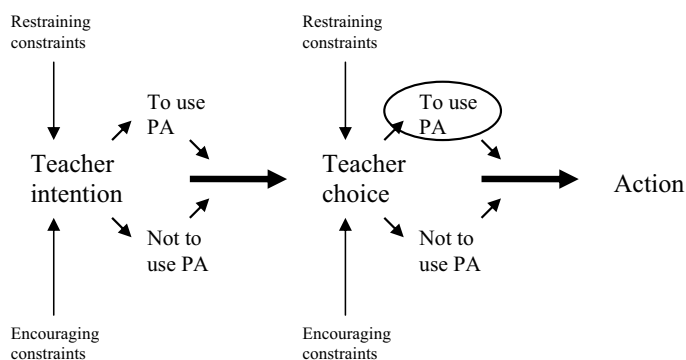 Restraining
constraints
To use
PA
Teacher
intention
Not to
use PA
Encouraging
constraints
Restraining
constraints
To use
PA
Teacher
choice
Not to
use PA
Encouraging
constraints
Action